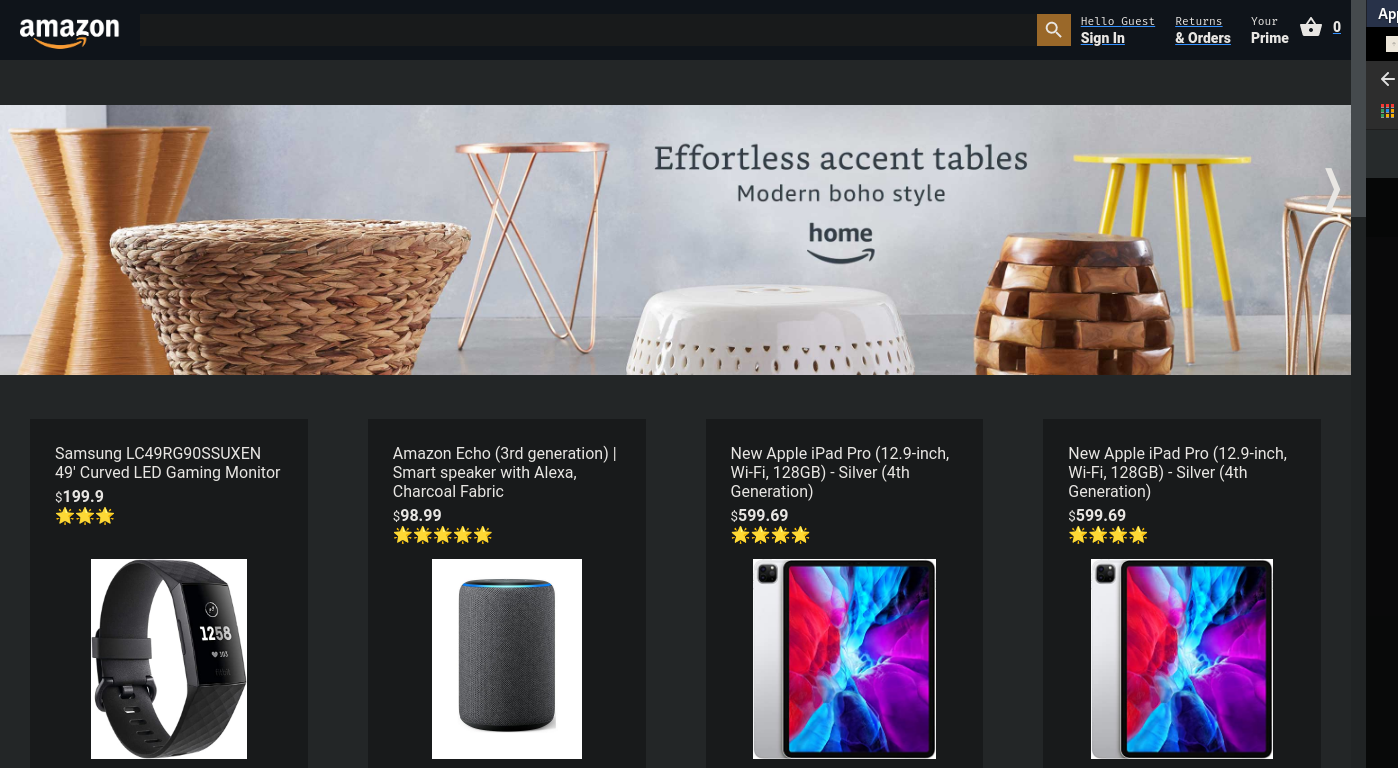 amazon
Hello Guest
Sign In
Returns
& Orders
Your
Prime
0
Effortless accent tables
Modern boho style
home
Samsung LC49RG90SSUXEN
49' Curved LED Gaming Monitor
$199.9
Amazon Echo (3rd generation) |
Smart speaker with Alexa,
Charcoal Fabric
$98.99
New Apple iPad Pro (12.9-inch,
Wi-Fi, 128GB) - Silver (4th
Generation)
$599.69
New Apple iPad Pro (12.9-inch,
Wi-Fi, 128GB) - Silver (4th
Generation)
$599.69
1258